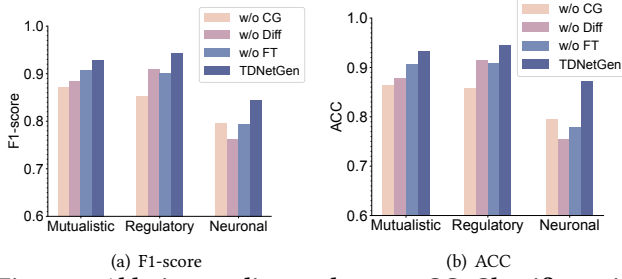 w/o CG
w/o Diff
w/o FT
TDNetGen
1.0
0.9
0.8
0.7
0.6
F1-score
Mutualistic Regulatory Neuronal
(a) F1-score
w/o CG
w/o Diff
w/o FT
TDNetGen
1.0
0.9
0.8
0.7
0.6
ACC
Mutualistic Regulatory Neuronal
(b) ACC